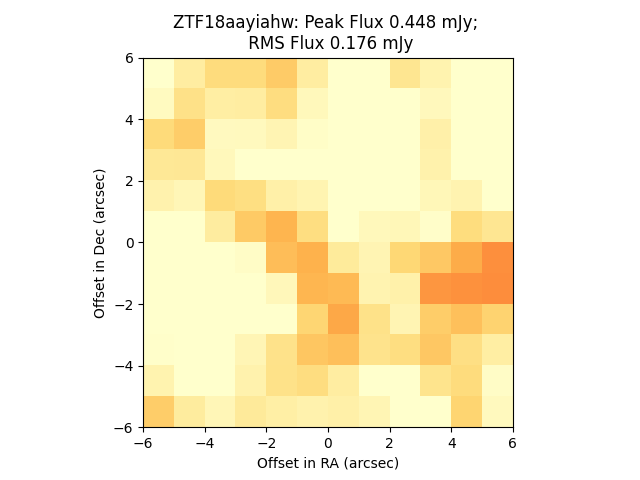 ZTF18aayiahw: Peak Flux 0.448 mJy;
RMS Flux 0.176 mJy
6
4
2
0
−2
−4
−6
Offset in Dec (arcsec)
−6 −4 −2 0 2 4 6
Offset in RA (arcsec)